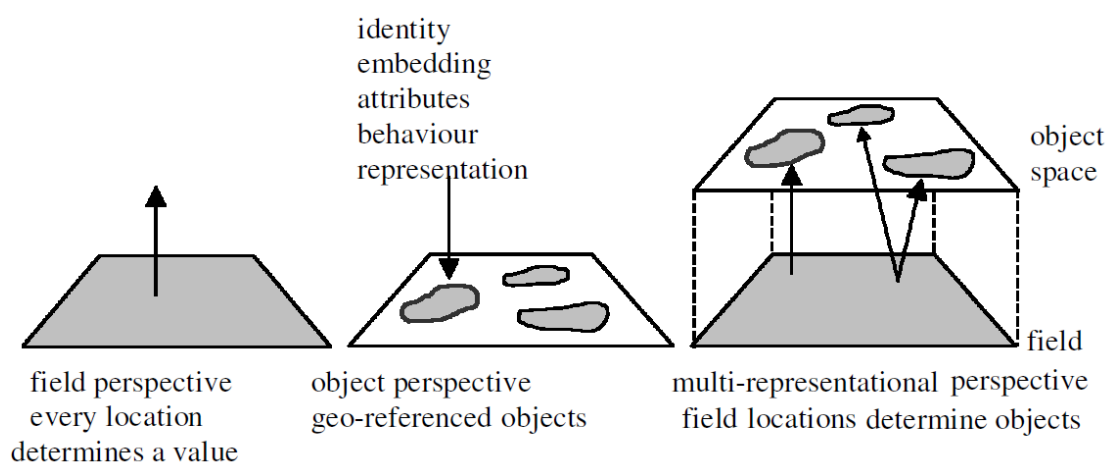 identity
embedding
attributes
behaviour
representation
object
space
field
field perspective
every location
determines a value
object perspective
geo-referenced objects
multi-representational perspective
field locations determine objects